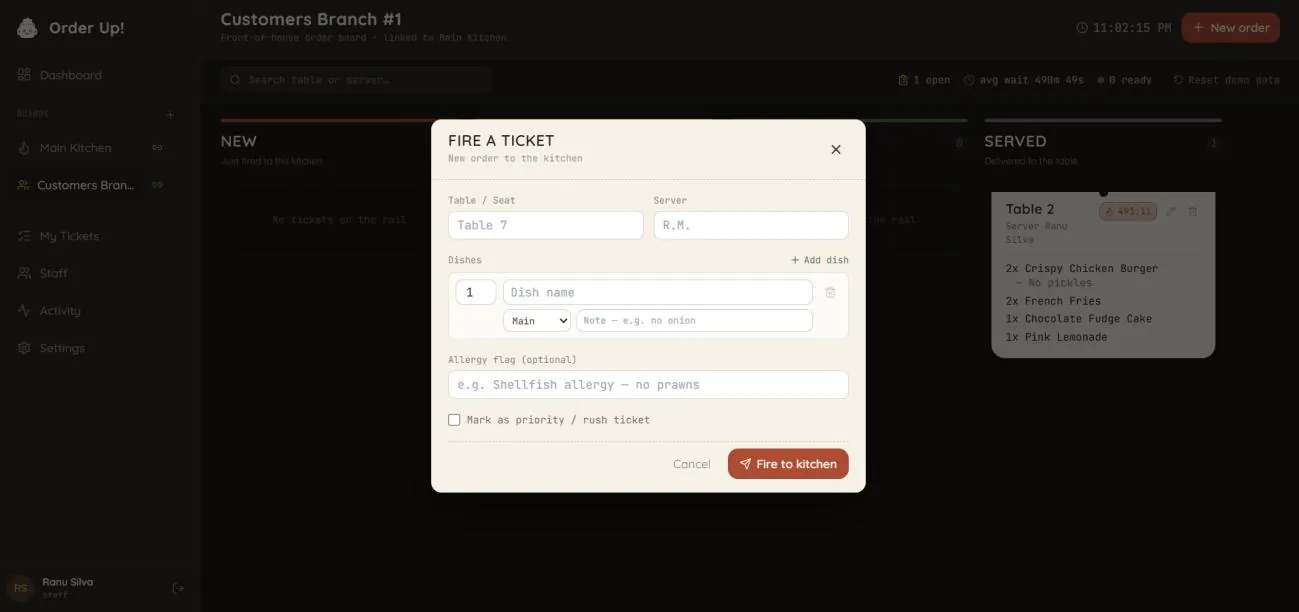 Order Up!
Dashboard
BOARDS
Main Kitchen
Customers Bran...
My Tickets
Staff
Activity
Settings
RS
Ranu Silva
staff
Customers Branch #1
Front-of-house order board · linked to Main Kitchen
11:02:15 PM
+ New order
Search table or server…
1 open
avg wait 490m 49s
0 ready
Reset demo data
NEW
Just fired to the kitchen
No tickets on the rail
0
the rail
SERVED
1
Delivered to the table
Table 2
495:11
Server Ranu
Silva
2x Crispy Chicken Burger
– No pickles
2x French Fries
1x Chocolate Fudge Cake
1x Pink Lemonade
FIRE A TICKET
New order to the kitchen
Table / Seat
Server
Table 7
R.M.
Dishes
+ Add dish
1
Dish name
Main
Note — e.g. no onion
Allergy flag (optional)
e.g. Shellfish allergy — no prawns
Mark as priority / rush ticket
Cancel
Fire to kitchen